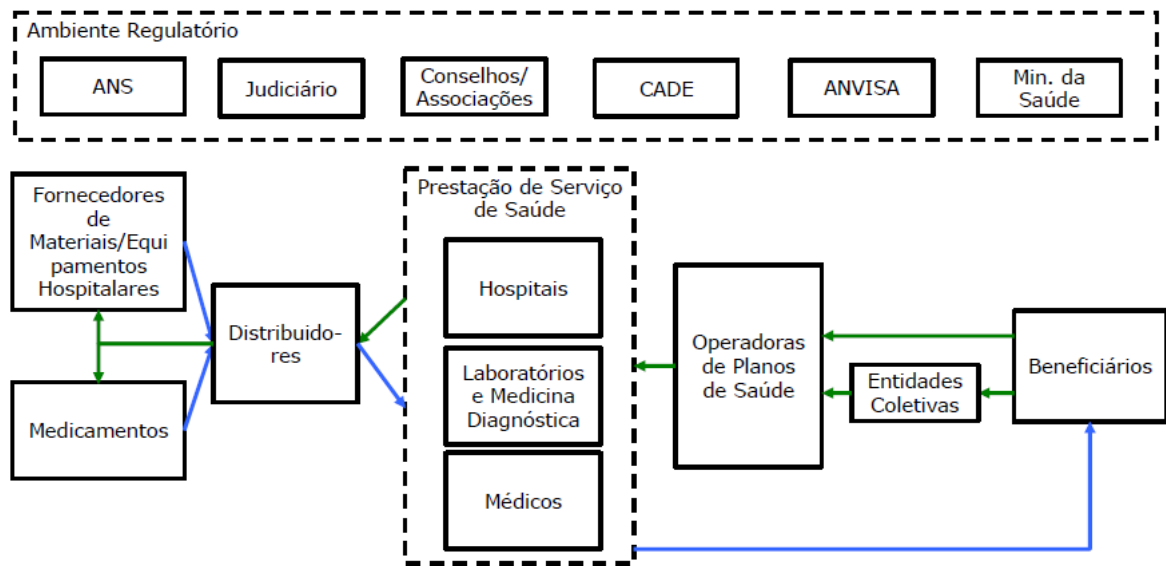 Ambiente Regulatório
ANS
Judiciário
Conselhos/
Associações
CADE
ANVISA
Min. da
Saúde
Fornecedores
de
Materiais/Equi
pamentos
Hospitalares
Medicamentos
Distribuido-
res
Prestação de Serviço
de Saúde
Hospitais
Laboratórios
e Medicina
Diagnóstica
Médicos
Operadoras
de Planos
de Saúde
Entidades
Coletivas
Beneficiários